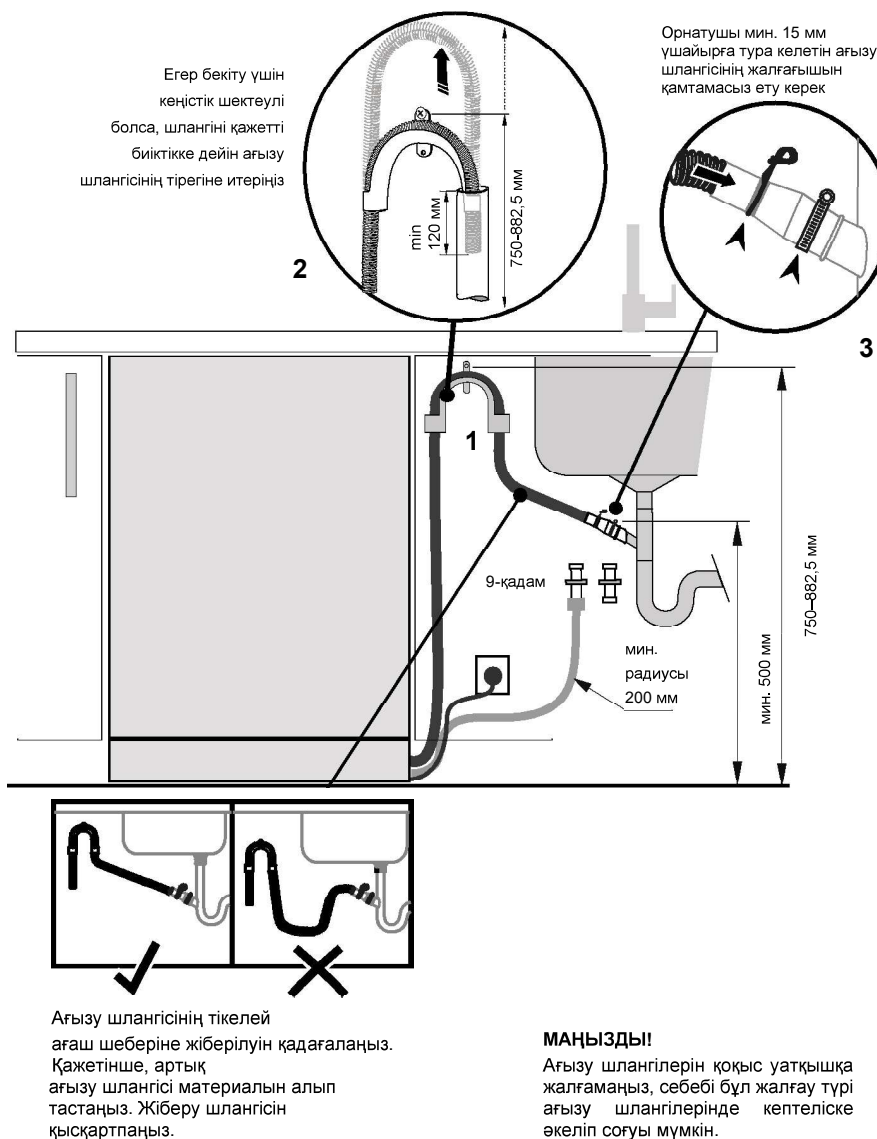 Егер бекіту үшін
кеңістік шектеулі
болса, шлангіні қажетті
биіктікке дейін ағызу
шлангісінің тірегіне итеріңіз
2
min
120 мм
750-882,5 мм
Орнатушы мин. 15 мм
үшайырға тура келетін ағызу
шлангісінің жалғағышын
қамтамасыз ету керек
3
1
9-қадам
мин.
радиусы
200 мм
мин. 500 мм
750–882,5 мм
Ағызу шлангісінің тікелей
ағаш шеберіне жіберілуін қадағалаңыз.
Қажетінше, артық
ағызу шлангісі материалын алып
тастаңыз. Жіберу шлангісін
қысқартпаңыз.
МАҢЫЗДЫ!
Ағызу шлангілерін қоқыс уатқышқа
жалғамаңыз, себебі бұл жалғау түрі
ағызу шлангілерінде кептеліске
әкеліп соғуы мүмкін.